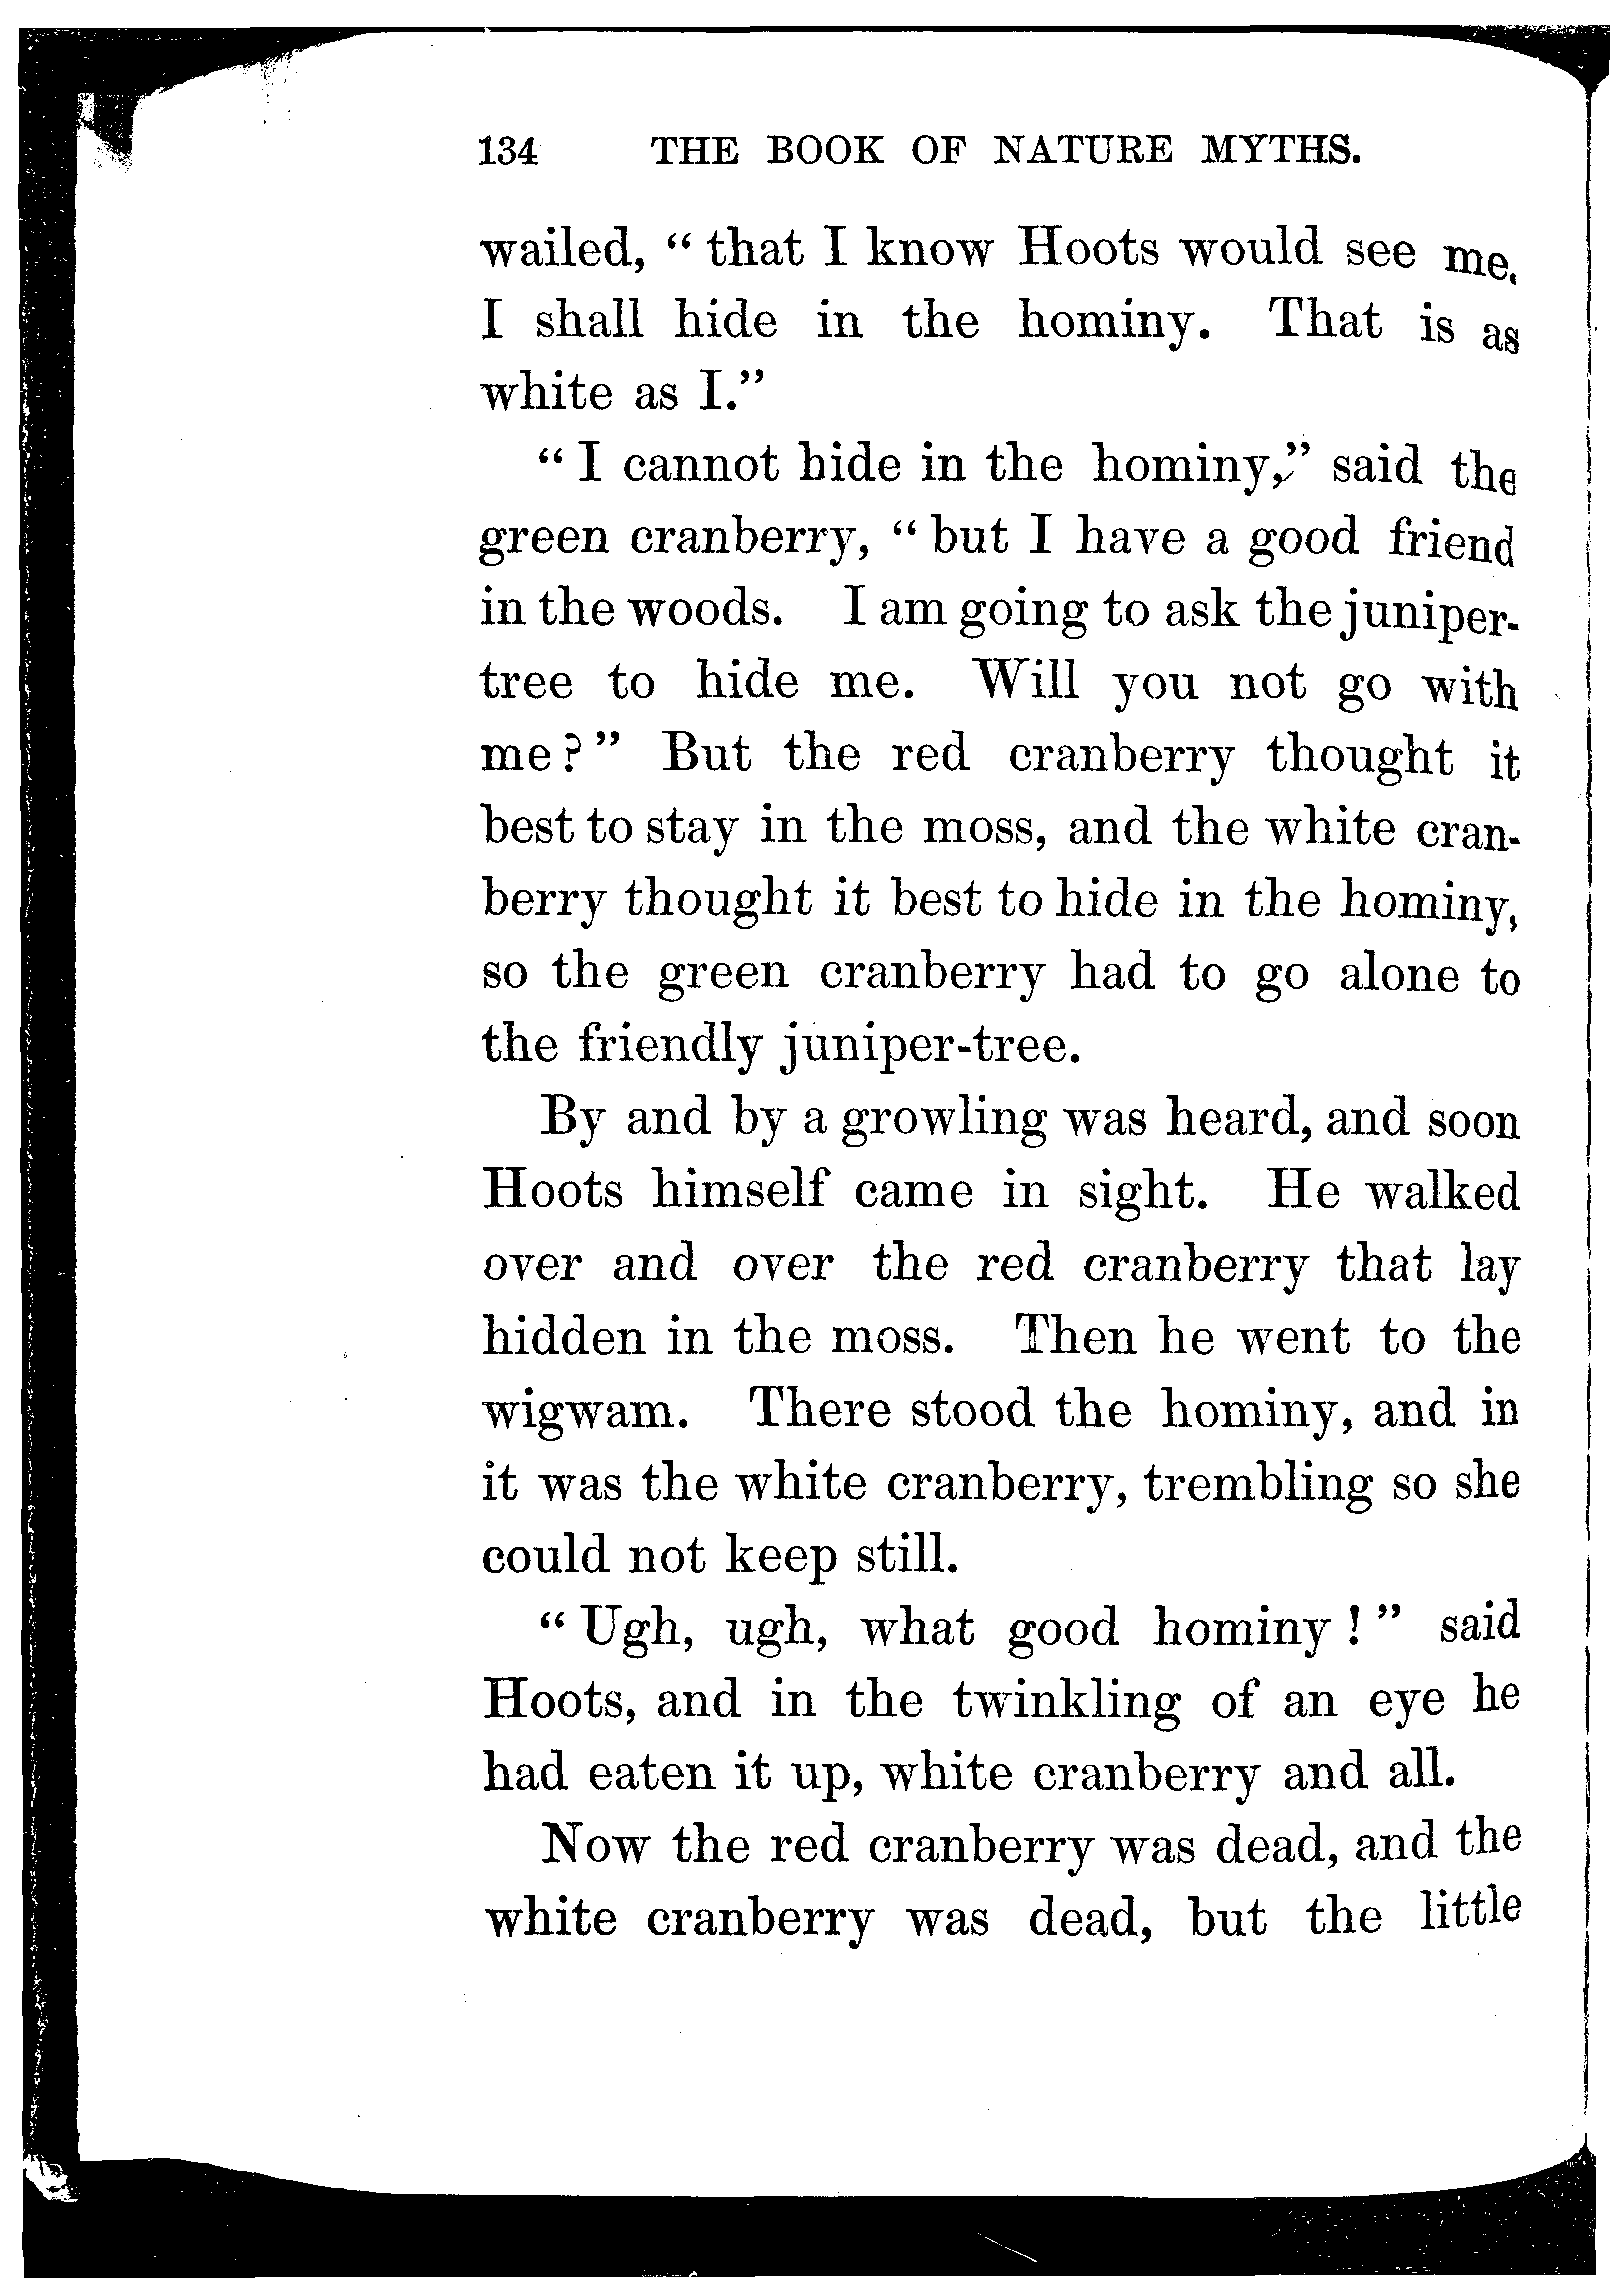 134 THE BOOK OF NATURE MYTHS.
wailed, “ that I know Hoots would see me.
I shall hide in the hominy. That is as
white as I.”
“ I cannot hide in the hominy,” said the
green cranberry, “ but I have a good friend
in the woods. I am going to ask the juniper-
tree to hide me. Will you not go with
me ? ” But the red cranberry thought it
best to stay in the moss, and the white cran-
berry thought it best to hide in the hominy,
so the green cranberry had to go alone to
the friendly juniper-tree.
By and by a growling was heard, and soon
Hoots himself came in sight. He walked
over and over the red cranberry that lay
hidden in the moss. Then he went to the
wigwam. There stood the hominy, and in
it was the white cranberry, trembling so she
could not keep still.
“ Ugh, ugh, what good hominy ! ” said
Hoots, and in the twinkling of an eye he
had eaten it up, white cranberry and all.
Now the red cranberry was dead, and the
white cranberry was dead, but the little